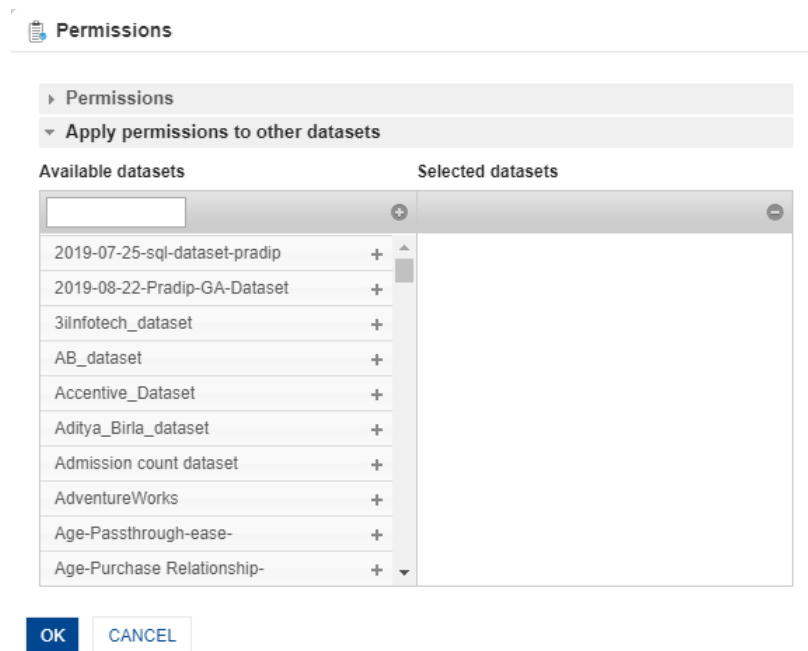 Permissions
Permissions
Apply permissions to other datasets
Available datasets
Selected datasets
2019-07-25-sql-dataset-pradip
2019-08-22-Pradip-GA-Dataset
3iInfotech_dataset
AB_dataset
Accentive_Dataset
Aditya_Birla_dataset
Admission count dataset
AdventureWorks
Age-Passthrough-ease-
Age-Purchase Relationship-
OK
CANCEL